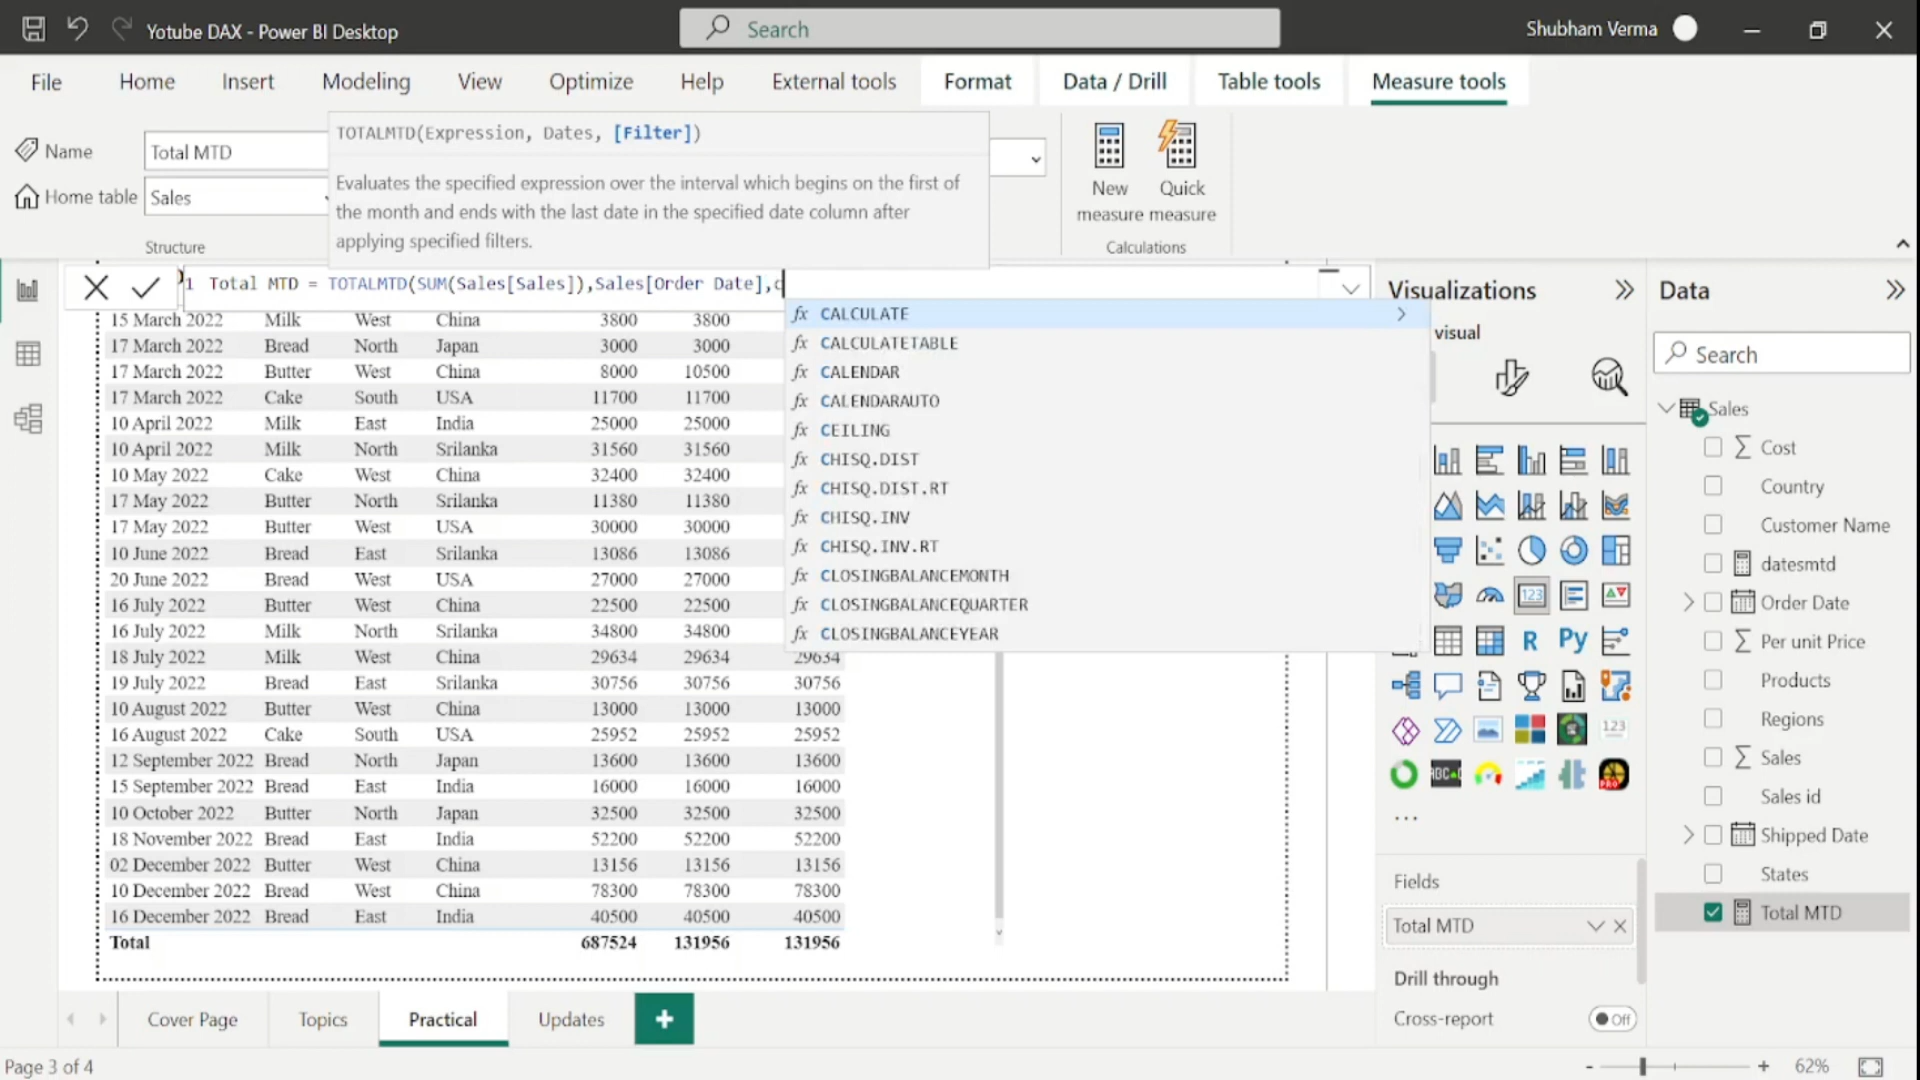 Yotube DAX - Power BI Desktop
Search
Shubham Verma
File Home Insert Modeling View Optimize Help External tools Format Data / Drill Table tools Measure tools
Name
Total MTD
Home table
Sales
Structure
TOTALMTD(Expression, Dates, [Filter])
Evaluates the specified expression over the interval which begins on the first of
the month and ends with the last date in the specified date column after
applying specified filters.
New measure
Quick measure
Calculations
1 Total MTD = TOTALMTD(SUM(Sales[Sales]),Sales[Order Date],c
CALCULATE
CALCULATETABLE
CALENDAR
CALENDARAUTO
CEILING
CHISQ.DIST
CHISQ.DIST.RT
CHISQ.INV
CHISQ.INV.RT
CLOSINGBALANCEMONTH
CLOSINGBALANCEQUARTER
CLOSINGBALANCEYEAR
15 March 2022 Milk West China 3800 3800
17 March 2022 Bread North Japan 3000 3000
17 March 2022 Butter West China 8000 10500
17 March 2022 Cake South USA 11700 11700
10 April 2022 Milk East India 25000 25000
10 April 2022 Milk North Srilanka 31560 31560
10 May 2022 Cake West China 32400 32400
17 May 2022 Butter North Srilanka 11380 11380
17 May 2022 Butter West USA 30000 30000
10 June 2022 Bread East Srilanka 13086 13086
20 June 2022 Bread West USA 27000 27000
16 July 2022 Butter West China 22500 22500
16 July 2022 Milk North Srilanka 34800 34800
18 July 2022 Milk West China 29634 29634 29634
19 July 2022 Bread East Srilanka 30756 30756 30756
10 August 2022 Butter West China 13000 13000 13000
16 August 2022 Cake South USA 25952 25952 25952
12 September 2022 Bread North Japan 13600 13600 13600
15 September 2022 Bread East India 16000 16000 16000
10 October 2022 Butter North Japan 32500 32500 32500
18 November 2022 Bread East India 52200 52200 52200
02 December 2022 Butter West China 13156 13156 13156
10 December 2022 Bread West China 78300 78300 78300
16 December 2022 Bread East India 40500 40500 40500
Total 687524 131956 131956
Visualizations
visual
123
R
Py
123
PRO
...
Fields
Total MTD
Drill through
Cross-report
Off
Data
Search
Sales
Cost
Country
Customer Name
datesmtd
Order Date
Per unit Price
Products
Regions
Sales
Sales id
Shipped Date
States
Total MTD
Cover Page Topics Practical Updates +
Page 3 of 4
- + 62%